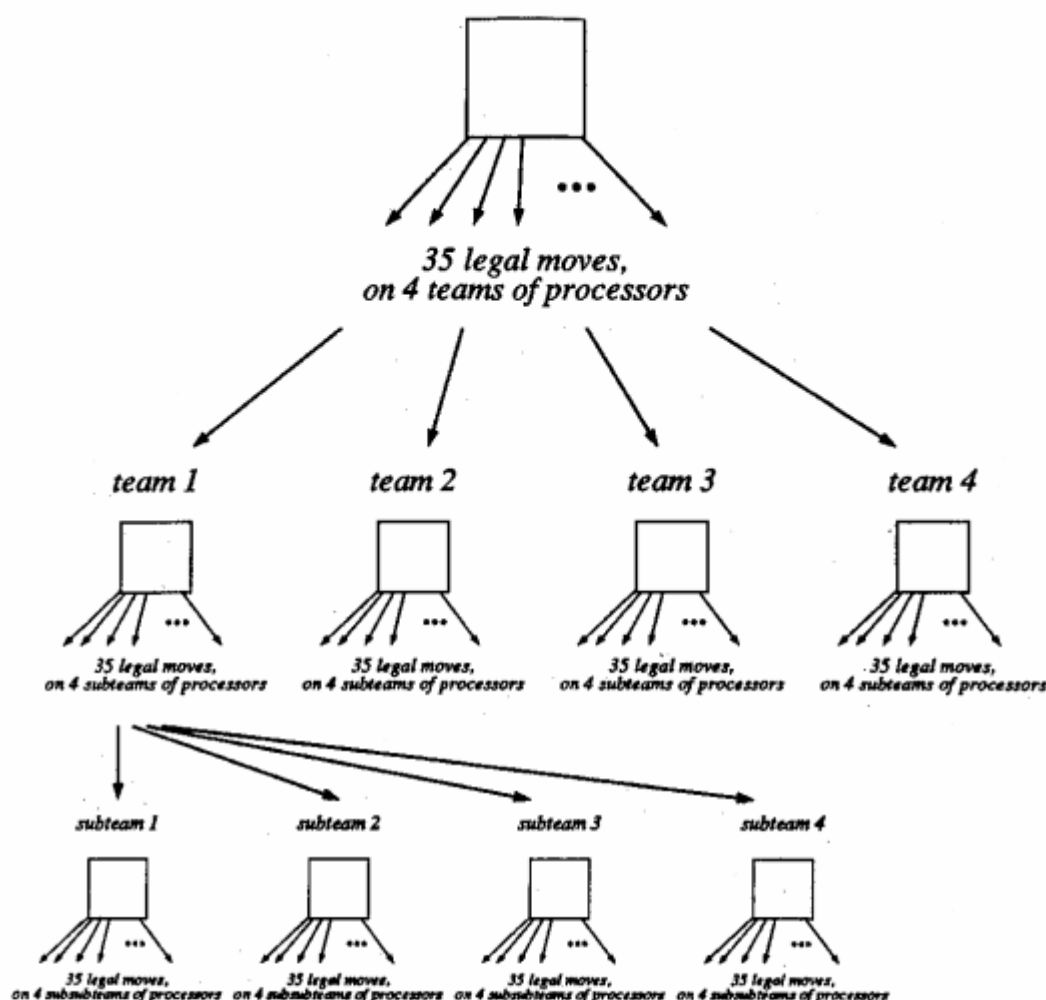 35 legal moves,
on 4 teams of processors
team 1
team 2
team 3
team 4
35 legal moves,
on 4 subteams of processors
35 legal moves,
on 4 subteams of processors
35 legal moves,
on 4 subteams of processors
35 legal moves,
on 4 subteams of processors
subteam 1
subteam 2
subteam 3
subteam 4
35 legal moves,
on 4 subsubteams of processors
35 legal moves,
on 4 subsubteams of processors
35 legal moves,
on 4 subsubteams of processors
35 legal moves,
on 4 subsubteams of processors